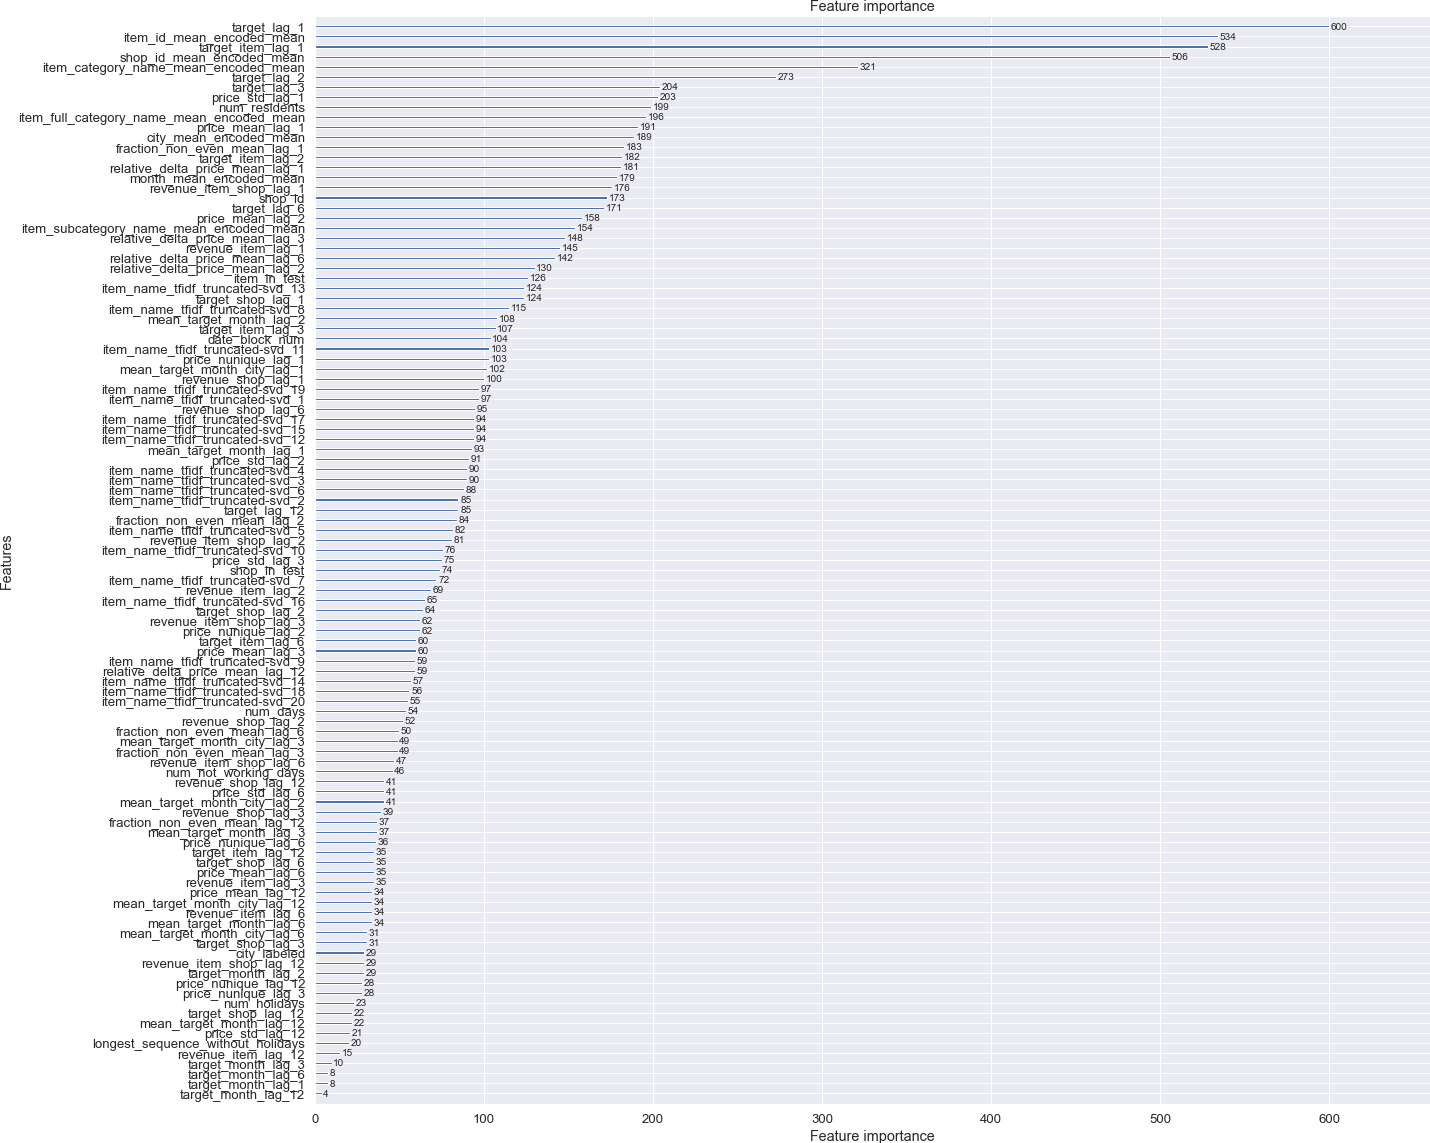 Feature importance
target_lag_1 600
item_id_mean_encoded_mean 534
target_item_lag_1 528
shop_id_mean_encoded_mean 506
item_category_name_mean_encoded_mean 321
target_lag_2 273
target_lag_3 204
price_std_lag_1 203
num_residents 199
item_full_category_name_mean_encoded_mean 196
price_mean_lag_1 191
city_mean_encoded_mean 189
fraction_non_even_mean_lag_1 183
target_item_lag_2 182
relative_delta_price_mean_lag_1 181
month_mean_encoded_mean 179
revenue_item_shop_lag_1 176
shop_id 173
target_lag_6 171
price_mean_lag_2 158
item_subcategory_name_mean_encoded_mean 154
relative_delta_price_mean_lag_3 148
revenue_item_lag_1 145
relative_delta_price_mean_lag_6 142
relative_delta_price_mean_lag_2 130
item_in_test 126
item_name_tfidf_truncated-svd_13 124
target_shop_lag_1 124
item_name_tfidf_truncated-svd_8 115
mean_target_month_lag_2 108
target_item_lag_3 107
date_block_num 104
item_name_tfidf_truncated-svd_11 103
price_nunique_lag_1 103
mean_target_month_city_lag_1 102
revenue_shop_lag_1 100
item_name_tfidf_truncated-svd_19 97
item_name_tfidf_truncated-svd_1 97
revenue_shop_lag_6 95
item_name_tfidf_truncated-svd_17 94
item_name_tfidf_truncated-svd_15 94
item_name_tfidf_truncated-svd_12 94
mean_target_month_lag_1 93
price_std_lag_2 91
item_name_tfidf_truncated-svd_4 90
item_name_tfidf_truncated-svd_3 90
item_name_tfidf_truncated-svd_6 88
item_name_tfidf_truncated-svd_2 85
target_lag_12 85
fraction_non_even_mean_lag_2 84
item_name_tfidf_truncated-svd_5 82
revenue_item_shop_lag_2 81
item_name_tfidf_truncated-svd_10 76
price_std_lag_3 75
shop_in_test 74
item_name_tfidf_truncated-svd_7 72
revenue_item_lag_2 69
item_name_tfidf_truncated-svd_16 65
target_shop_lag_2 64
revenue_item_shop_lag_3 62
price_nunique_lag_2 62
target_item_lag_6 60
price_mean_lag_3 60
item_name_tfidf_truncated-svd_9 59
relative_delta_price_mean_lag_12 59
item_name_tfidf_truncated-svd_14 57
item_name_tfidf_truncated-svd_18 56
item_name_tfidf_truncated-svd_20 55
num_days 54
revenue_shop_lag_2 52
fraction_non_even_mean_lag_6 50
mean_target_month_city_lag_3 49
fraction_non_even_mean_lag_3 49
revenue_item_shop_lag_6 47
num_not_working_days 46
revenue_shop_lag_12 41
price_std_lag_6 41
mean_target_month_city_lag_2 41
revenue_shop_lag_3 39
fraction_non_even_mean_lag_12 37
mean_target_month_lag_3 37
price_nunique_lag_6 36
target_item_lag_12 35
target_shop_lag_6 35
price_mean_lag_6 35
revenue_item_lag_3 35
price_mean_lag_12 34
mean_target_month_city_lag_12 34
revenue_item_lag_6 34
mean_target_month_lag_6 34
mean_target_month_city_lag_6 31
target_shop_lag_3 31
city_labeled 29
revenue_item_shop_lag_12 29
target_month_lag_2 29
price_nunique_lag_12 28
price_nunique_lag_3 28
num_holidays 23
target_shop_lag_12 22
mean_target_month_lag_12 22
price_std_lag_12 21
longest_sequence_without_holidays 20
revenue_item_lag_12 15
target_month_lag_3 10
target_month_lag_6 8
target_month_lag_1 8
target_month_lag_12 4
Features
0 100 200 300 400 500 600
Feature importance